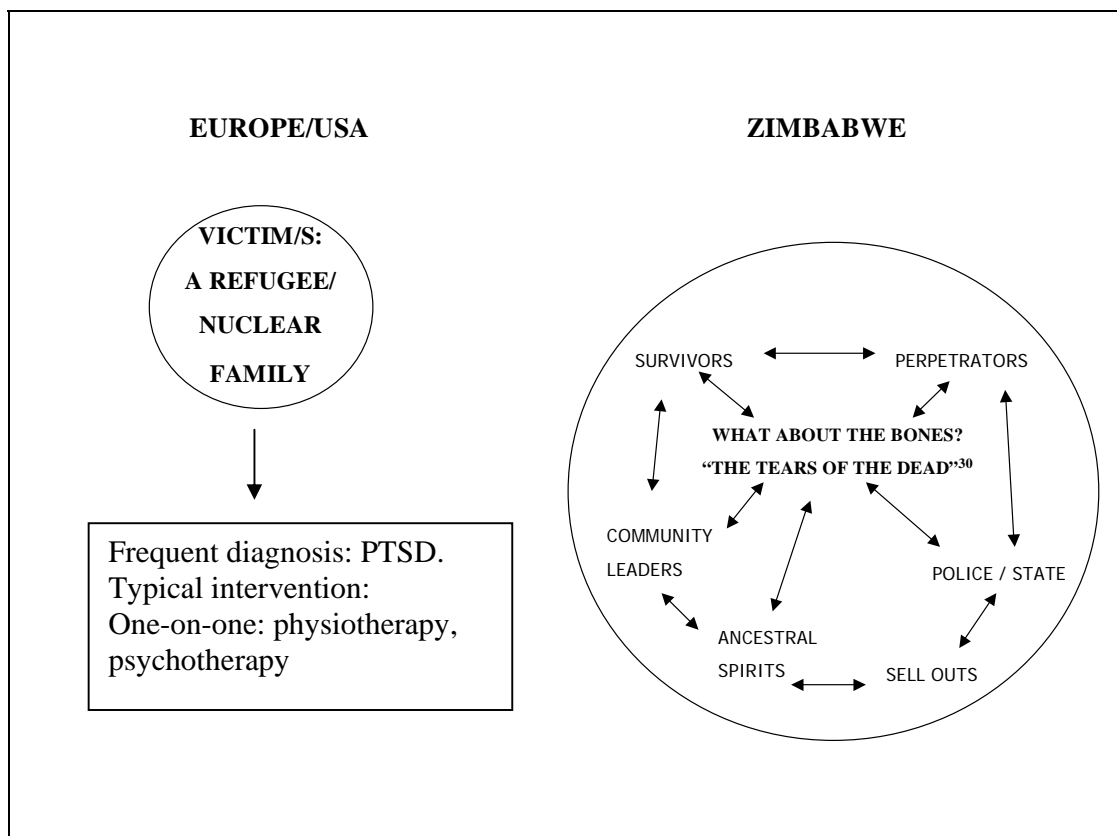 EUROPE/USA
VICTIM/S:
A REFUGEE/
NUCLEAR
FAMILY
Frequent diagnosis: PTSD.
Typical intervention:
One-on-one: physiotherapy,
psychotherapy
ZIMBABWE
SURVIVORS
PERPETRATORS
WHAT ABOUT THE BONES?
“THE TEARS OF THE DEAD”30
COMMUNITY
LEADERS
POLICE / STATE
ANCESTRAL
SPIRITS
SELL OUTS